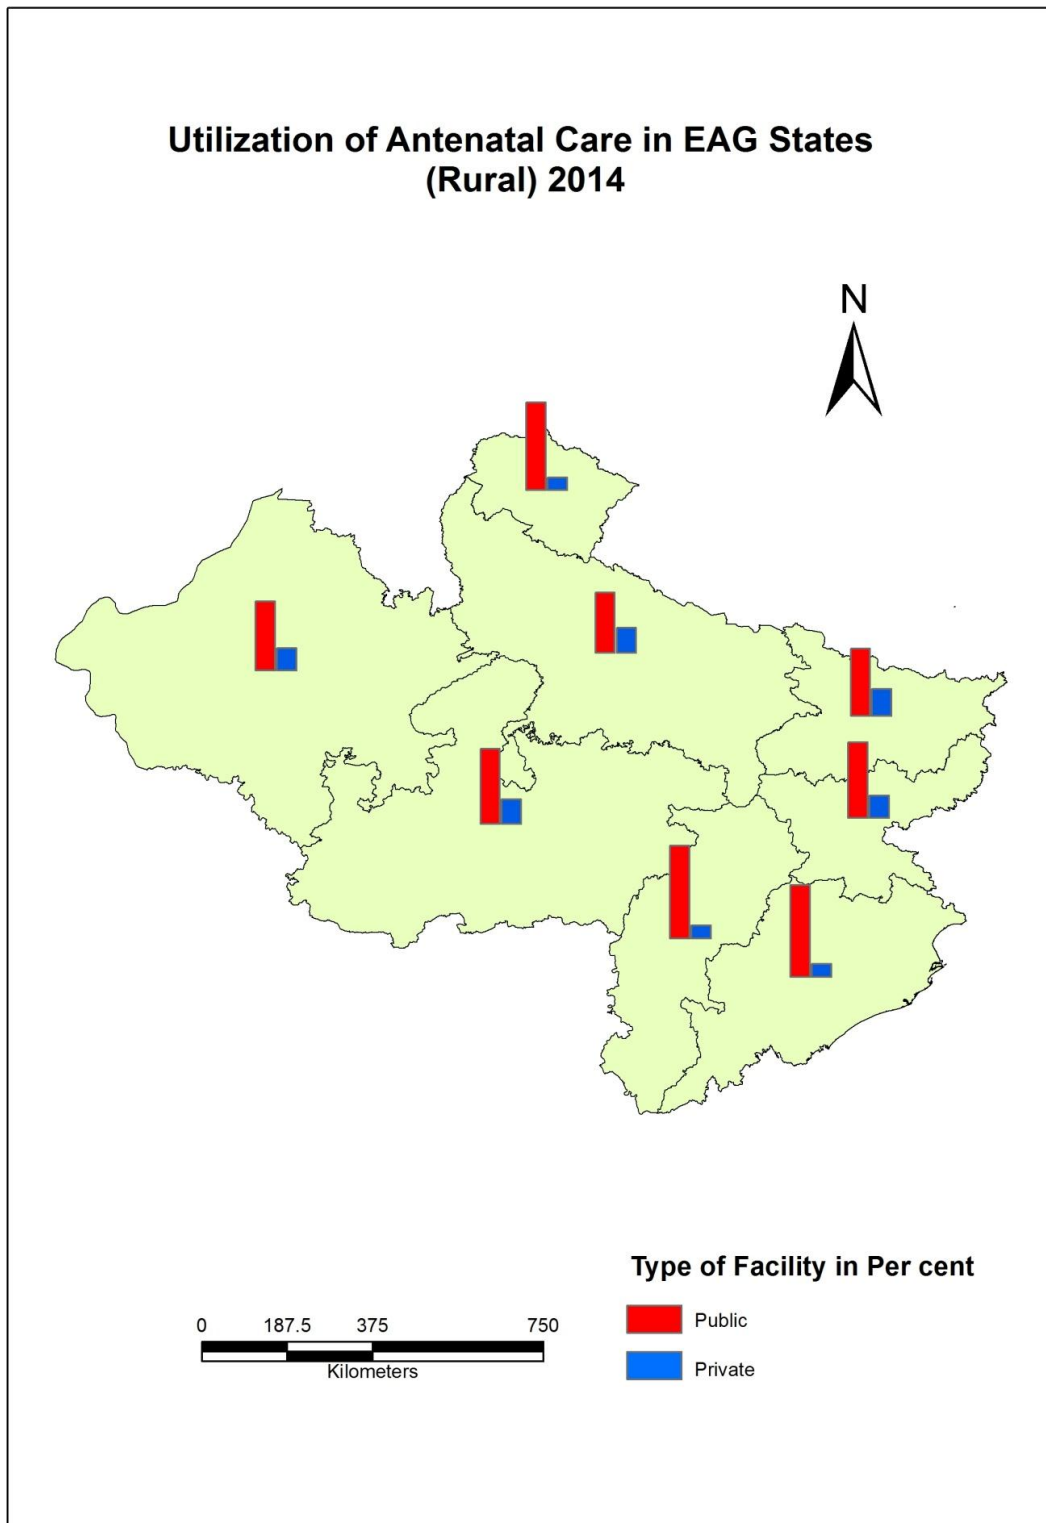 Utilization of Antenatal Care in EAG States
(Rural) 2014
N
Type of Facility in Per cent
Public
Private
0 187.5 375 750
Kilometers